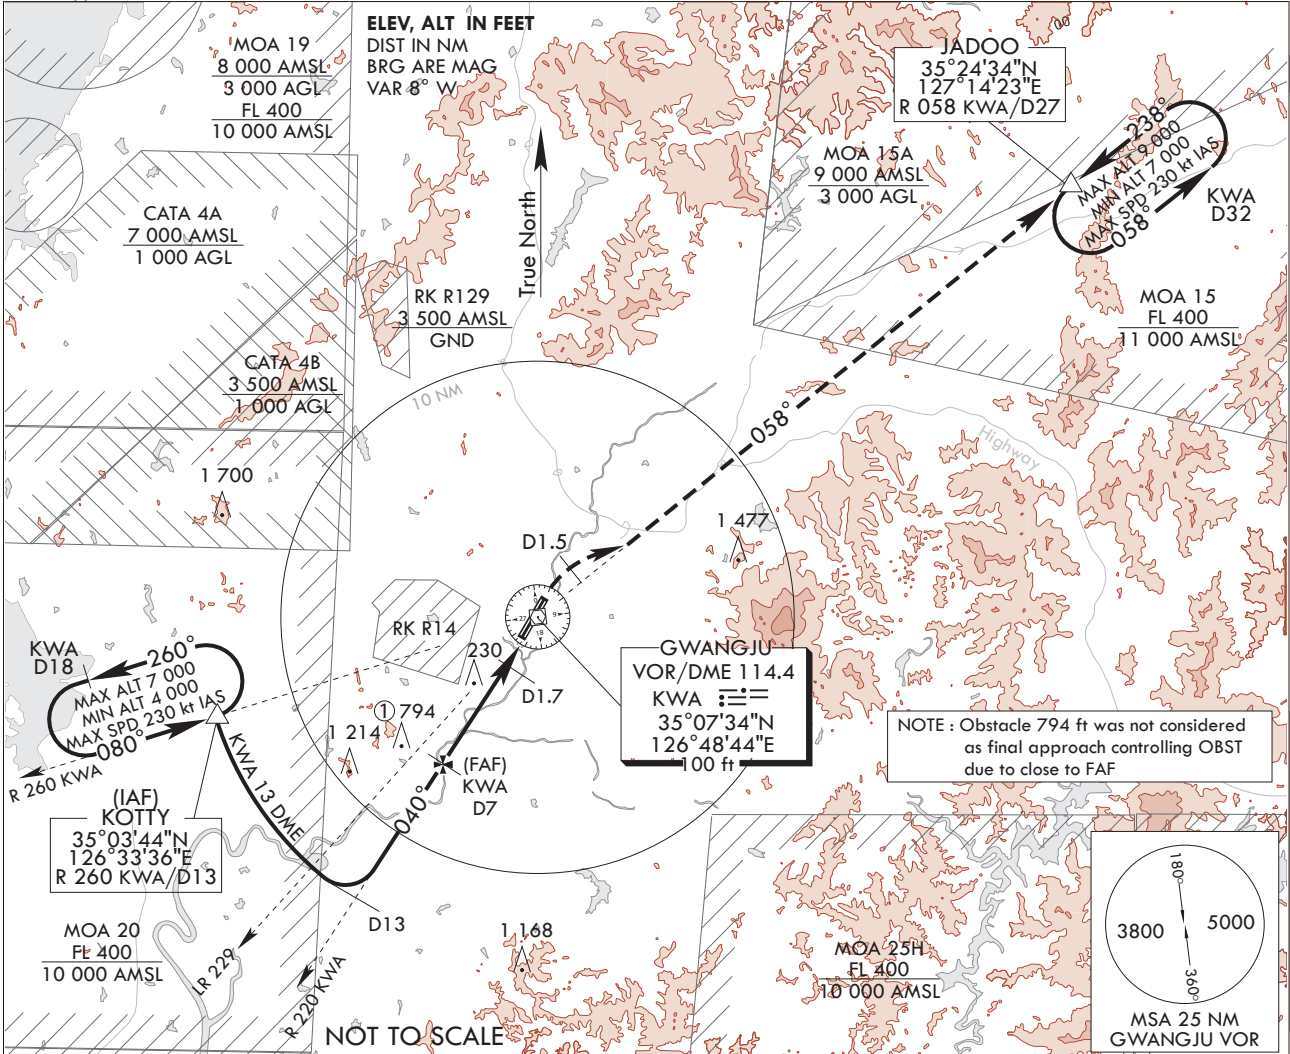 ELEV, ALT IN FEET
DIST IN NM
BRG ARE MAG
VAR 8° W
MOA 19
8 000 AMSL
3 000 AGL
FL 400
10 000 AMSL
CATA 4A
7 000 AMSL
1 000 AGL
RK R129
3 500 AMSL
GND
CATA 4B
3 500 AMSL
1 000 AGL
True North
JADOO
35°24'34"N
127°14'23"E
R 058 KWA/D27
MOA 15A
9 000 AMSL
3 000 AGL
238°
MAX ALT 9 000
MIN ALT 7 000
MAX SPD 230 kt IAS
058°
KWA
D32
MOA 15
FL 400
11 000 AMSL
10 NM
058°
Highway
1 700
1 477
D1.5
RK R14
0
9
18
27
230
D1.7
GWANGJU
VOR/DME 114.4
KWA
35°07'34"N
126°48'44"E
100 ft
KWA
D18
260°
MAX ALT 7 000
MIN ALT 4 000
MAX SPD 230 kt IAS
080°
R 260 KWA
1 794
1 214
(FAF)
KWA
D7
040°
KWA 13 DME
(IAF)
KOTTY
35°03'44"N
126°33'36"E
R 260 KWA/D13
D13
NOTE : Obstacle 794 ft was not considered
as final approach controlling OBST
due to close to FAF
MOA 20
FL 400
10 000 AMSL
LR 229
R 220 KWA
1 168
MOA 25H
FL 400
10 000 AMSL
180°
3800
5000
360°
MSA 25 NM
GWANGJU VOR
NOT TO SCALE